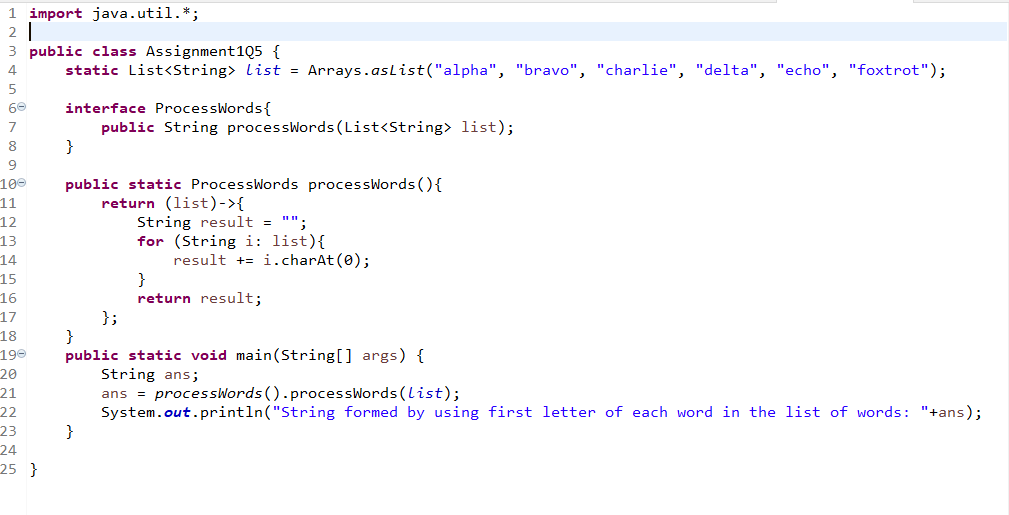 1 import java.util.*;
2
3 public class Assignment1Q5 {
4     static List<String> list = Arrays.asList("alpha", "bravo", "charlie", "delta", "echo", "foxtrot");
5
6     interface ProcessWords{
7         public String processWords(List<String> list);
8     }
9
10     public static ProcessWords processWords(){
11         return (list)->{
12             String result = "";
13             for (String i: list){
14                 result += i.charAt(0);
15             }
16             return result;
17         };
18     }
19     public static void main(String[] args) {
20         String ans;
21         ans = processWords().processWords(list);
22         System.out.println("String formed by using first letter of each word in the list of words: "+ans);
23     }
24
25 }